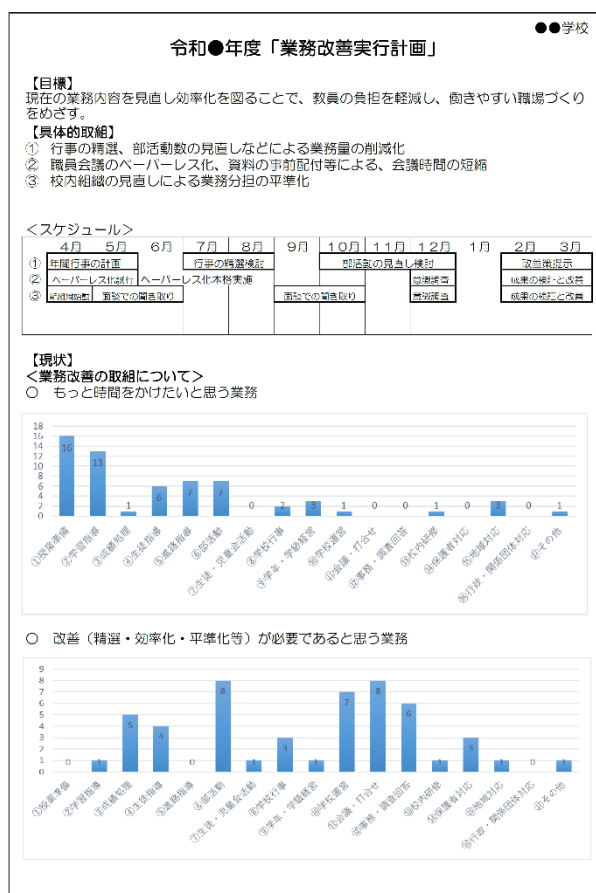 ●●学校
令和●年度「業務改善実行計画」
【目標】
現在の業務内容を見直し効率化を図ることで、教員の負担を軽減し、働きやすい職場づくり
をめざす。
【具体的取組】
① 行事の精選、部活動数の見直しなどによる業務量の削減化
② 職員会議のペーパーレス化、資料の事前配付等による、会議時間の短縮
③ 校内組織の見直しによる業務分担の平準化
<スケジュール>
4月 5月 6月 7月 8月 9月 10月 11月 12月 1月 2月 3月
① 年間行事の計画 行事の精選検討 部活動の見直し検討 改善策提示
② ペーパーレス化試行 ペーパーレス化本格実施 意識調査 成果の検証と改善
③ 面談での聞き取り 面談での聞き取り 意識調査 成果の検証と改善
【現状】
<業務改善の取組について>
○ もっと時間をかけたいと思う業務
18
16
14
12
10
8
6
4
2
0
16 13 1 6 7 7 0 2 3 1 0 0 1 0 3 0 1
①授業準備 ②学習指導 ③成績処理 ④生徒指導 ⑤進路指導 ⑥部活動 ⑦生徒・児童会活動 ⑧学校行事 ⑨学年・学級経営 ⑩学校運営 ⑪会議・打合せ ⑫事務・調査回答 ⑬校内研修 ⑭保護者対応 ⑮地域対応 ⑯行政・関係団体対応 ⑰その他
○ 改善（精選・効率化・平準化等）が必要であると思う業務
9
8
7
6
5
4
3
2
1
0
0 1 5 4 0 8 1 3 1 7 8 6 1 3 1 0 1
①授業準備 ②学習指導 ③成績処理 ④生徒指導 ⑤進路指導 ⑥部活動 ⑦生徒・児童会活動 ⑧学校行事 ⑨学年・学級経営 ⑩学校運営 ⑪会議・打合せ ⑫事務・調査回答 ⑬校内研修 ⑭保護者対応 ⑮地域対応 ⑯行政・関係団体対応 ⑰その他